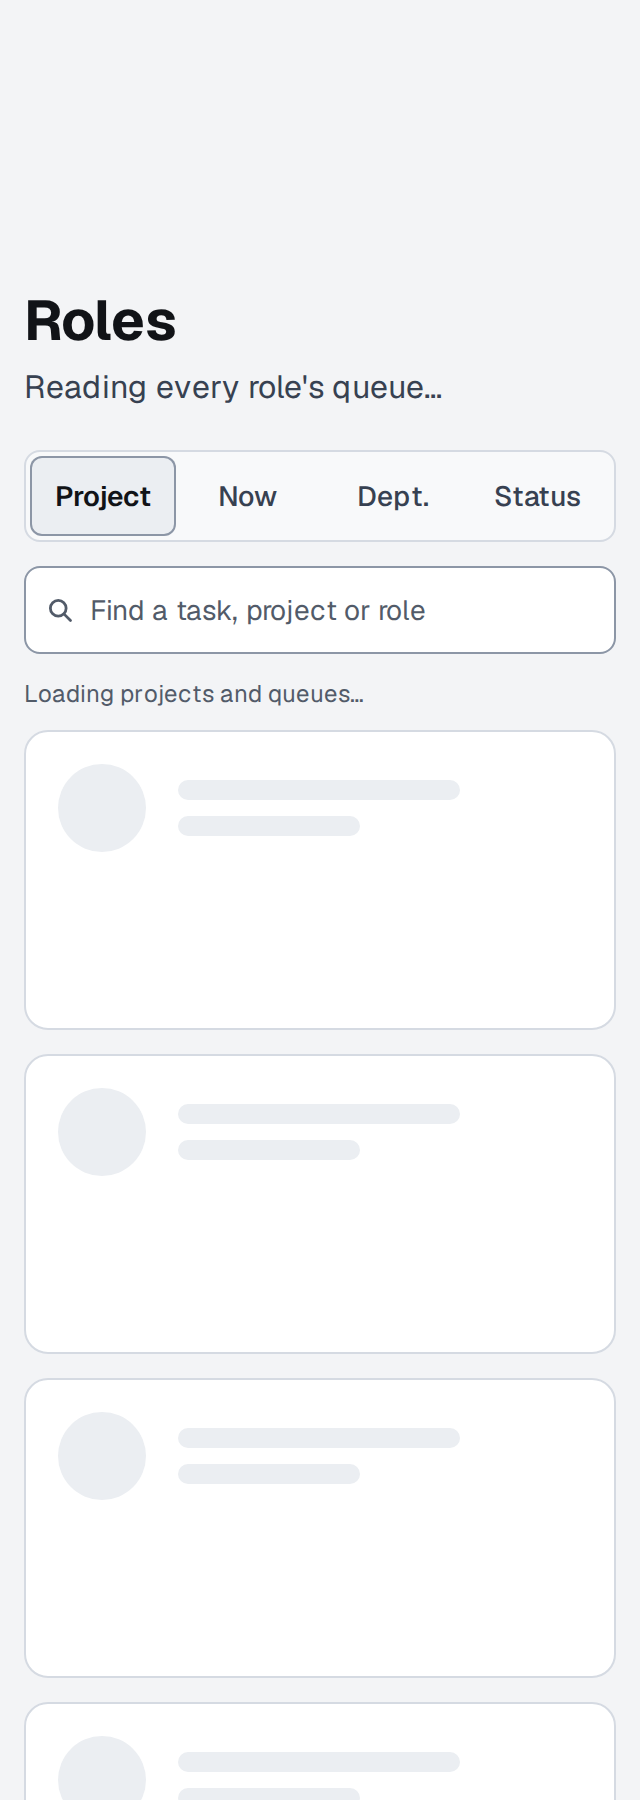 Roles
Reading every role's queue…
Project Now Dept. Status
Find a task, project or role
Loading projects and queues…